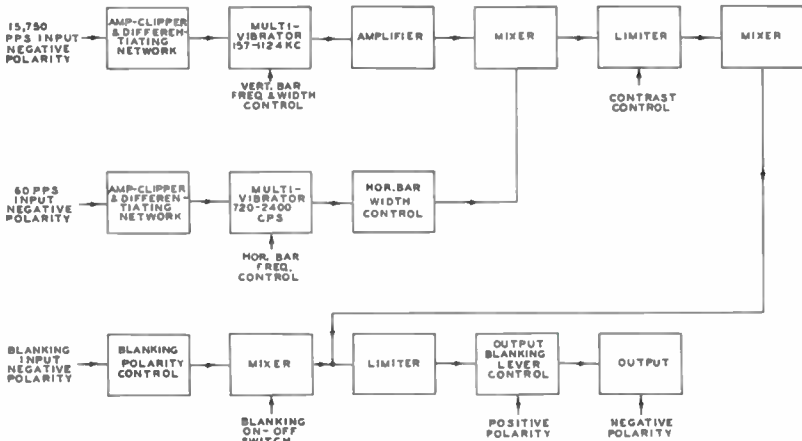 15,750
PPS INPUT
NEGATIVE
POLARITY
AMP-CLIPPER
& DIFFEREN-
TIATING
NETWORK
MULTI-
VIBRATOR
157-1124 KC
AMPLIFIER
MIXER
LIMITER
MIXER
VERT. BAR
FREQ & WIDTH
CONTROL
CONTRAST
CONTROL
60 PPS
INPUT
NEGATIVE
POLARITY
AMP-CLIPPER
& DIFFEREN-
TIATING
NETWORK
MULTI-
VIBRATOR
720-2400
CPS
HOR. BAR
WIDTH
CONTROL
HOR. BAR
FREQ.
CONTROL
BLANKING
INPUT
NEGATIVE
POLARITY
BLANKING
POLARITY
CONTROL
MIXER
LIMITER
OUTPUT
BLANKING
LEVER
CONTROL
OUTPUT
BLANKING
ON-OFF
SWITCH
POSITIVE
POLARITY
NEGATIVE
POLARITY